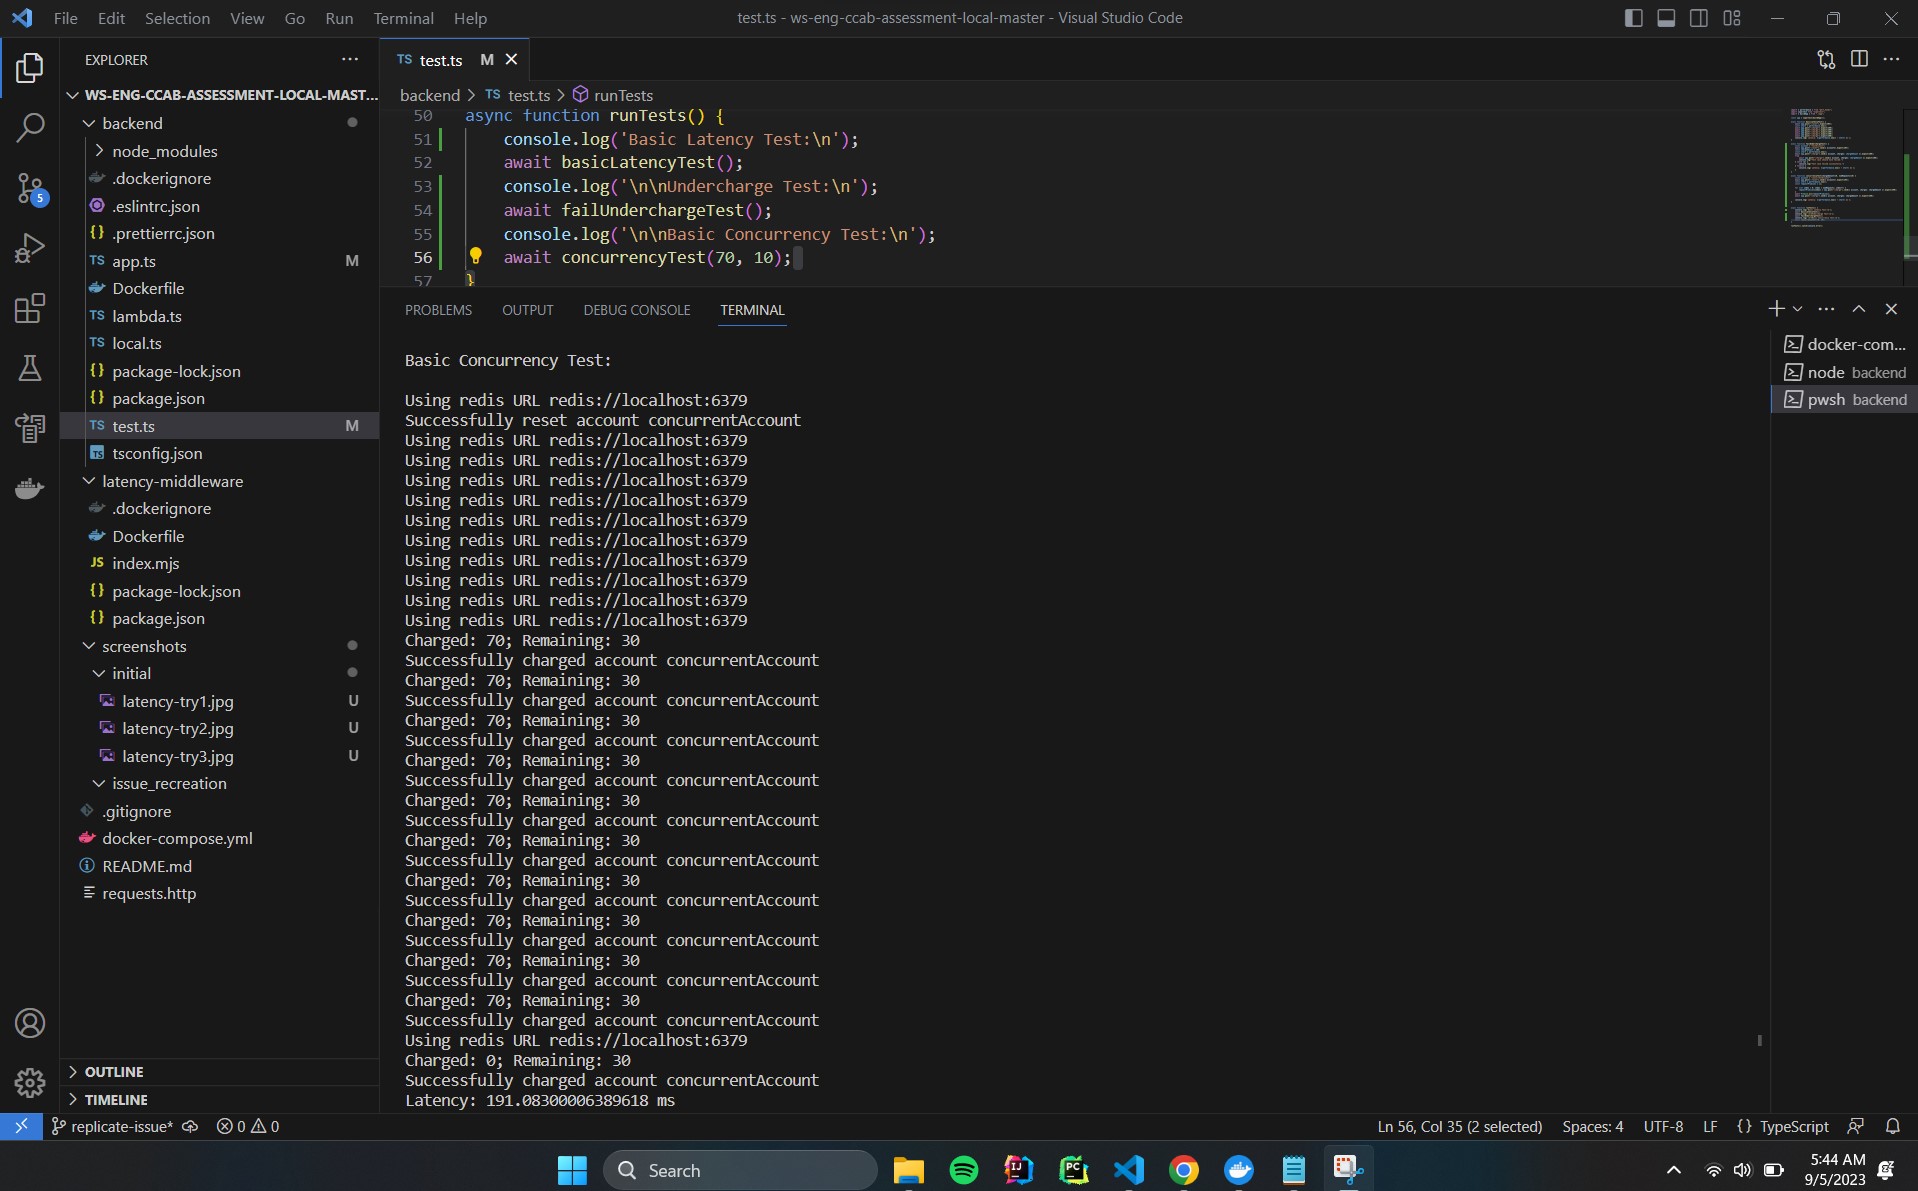 File Edit Selection View Go Run Terminal Help
test.ts - ws-eng-ccab-assessment-local-master - Visual Studio Code
EXPLORER
WS-ENG-CCAB-ASSESSMENT-LOCAL-MAST...
backend
node_modules
.dockerignore
.eslintrc.json
.prettierrc.json
TS app.ts M
Dockerfile
TS lambda.ts
TS local.ts
{} package-lock.json
{} package.json
TS test.ts M
TS tsconfig.json
latency-middleware
.dockerignore
Dockerfile
JS index.mjs
{} package-lock.json
{} package.json
screenshots
initial
latency-try1.jpg U
latency-try2.jpg U
latency-try3.jpg U
issue_recreation
.gitignore
docker-compose.yml
README.md
requests.http
OUTLINE
TIMELINE
5
TS test.ts M
backend > TS test.ts > runTests
50 async function runTests() {
51 console.log('Basic Latency Test:\n');
52 await basicLatencyTest();
53 console.log('\n\nUndercharge Test:\n');
54 await failUnderchargeTest();
55 console.log('\n\nBasic Concurrency Test:\n');
56 await concurrencyTest(70, 10);
57 }
PROBLEMS OUTPUT DEBUG CONSOLE TERMINAL
Basic Concurrency Test:
Using redis URL redis://localhost:6379
Successfully reset account concurrentAccount
Using redis URL redis://localhost:6379
Using redis URL redis://localhost:6379
Using redis URL redis://localhost:6379
Using redis URL redis://localhost:6379
Using redis URL redis://localhost:6379
Using redis URL redis://localhost:6379
Using redis URL redis://localhost:6379
Using redis URL redis://localhost:6379
Using redis URL redis://localhost:6379
Using redis URL redis://localhost:6379
Charged: 70; Remaining: 30
Successfully charged account concurrentAccount
Charged: 70; Remaining: 30
Successfully charged account concurrentAccount
Charged: 70; Remaining: 30
Successfully charged account concurrentAccount
Charged: 70; Remaining: 30
Successfully charged account concurrentAccount
Charged: 70; Remaining: 30
Successfully charged account concurrentAccount
Charged: 70; Remaining: 30
Successfully charged account concurrentAccount
Charged: 70; Remaining: 30
Successfully charged account concurrentAccount
Charged: 70; Remaining: 30
Successfully charged account concurrentAccount
Charged: 70; Remaining: 30
Successfully charged account concurrentAccount
Charged: 70; Remaining: 30
Successfully charged account concurrentAccount
Using redis URL redis://localhost:6379
Charged: 0; Remaining: 30
Successfully charged account concurrentAccount
Latency: 191.08300006389618 ms
docker-com...
node backend
pwsh backend
replicate-issue* 0 0
Ln 56, Col 35 (2 selected) Spaces: 4 UTF-8 LF {} TypeScript
Search
5:44 AM
9/5/2023